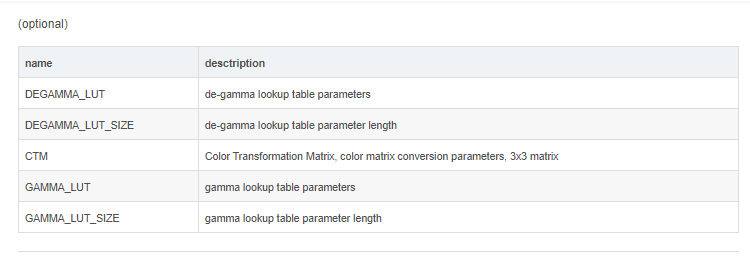 (optional)
name desctription
DEGAMMA_LUT de-gamma lookup table parameters
DEGAMMA_LUT_SIZE de-gamma lookup table parameter length
CTM Color Transformation Matrix, color matrix conversion parameters, 3x3 matrix
GAMMA_LUT gamma lookup table parameters
GAMMA_LUT_SIZE gamma lookup table parameter length